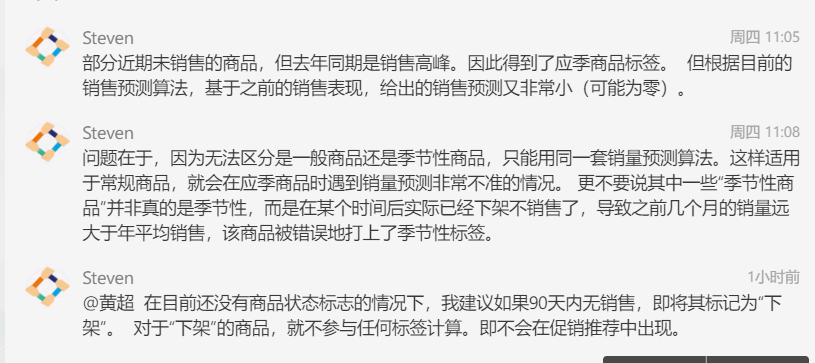 Steven
周四 11:05
部分近期未销售的商品，但去年同期是销售高峰。因此得到了应季商品标签。 但根据目前的
销售预测算法，基于之前的销售表现，给出的销售预测又非常小（可能为零）。
Steven
周四 11:08
问题在于，因为无法区分是一般商品还是季节性商品，只能用同一套销量预测算法。这样适用
于常规商品，就会在应季商品时遇到销量预测非常不准的情况。 更不要说其中一些“季节性商
品”并非真的是季节性，而是在某个时间后实际已经下架不销售了，导致之前几个月的销量远
大于年平均销售，该商品被错误地打上了季节性标签。
Steven
1小时前
@黄超 在目前还没有商品状态标志的情况下，我建议如果90天内无销售，即将其标记为“下
架”。 对于“下架”的商品，就不参与任何标签计算。即不会在促销推荐中出现。